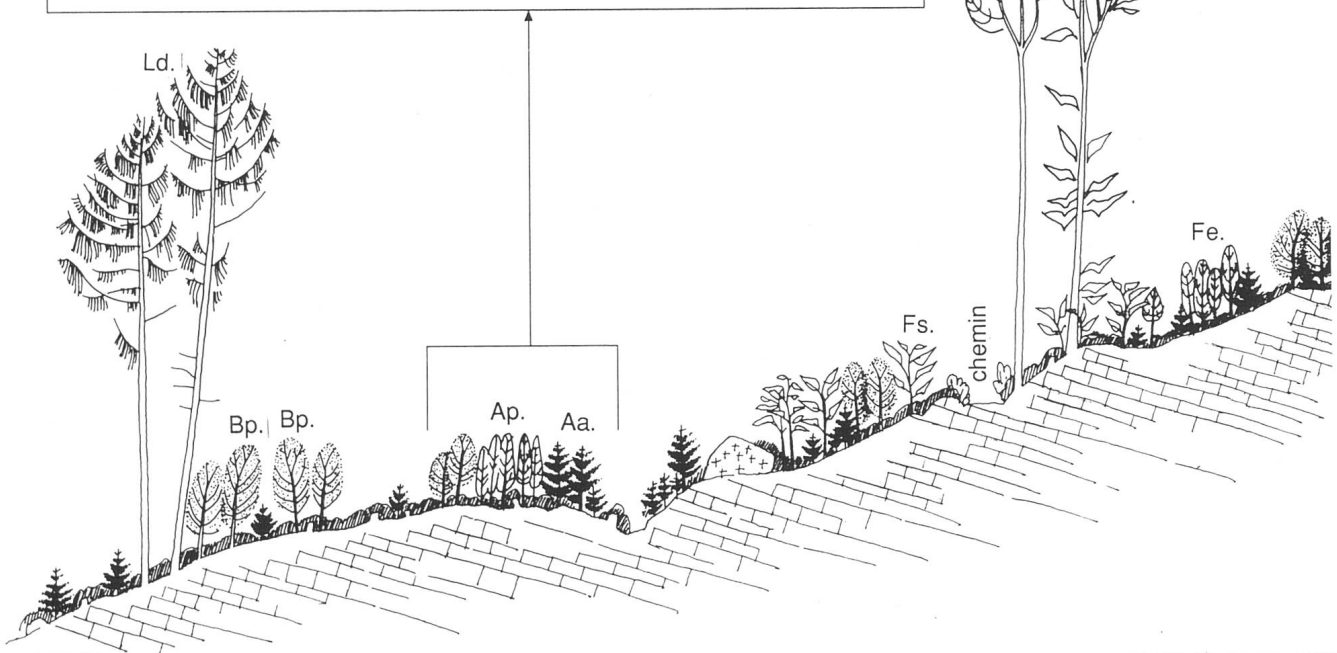 Ld.
Bp.
Bp.
Ap.
Aa.
Fs.
chemin
Fe.